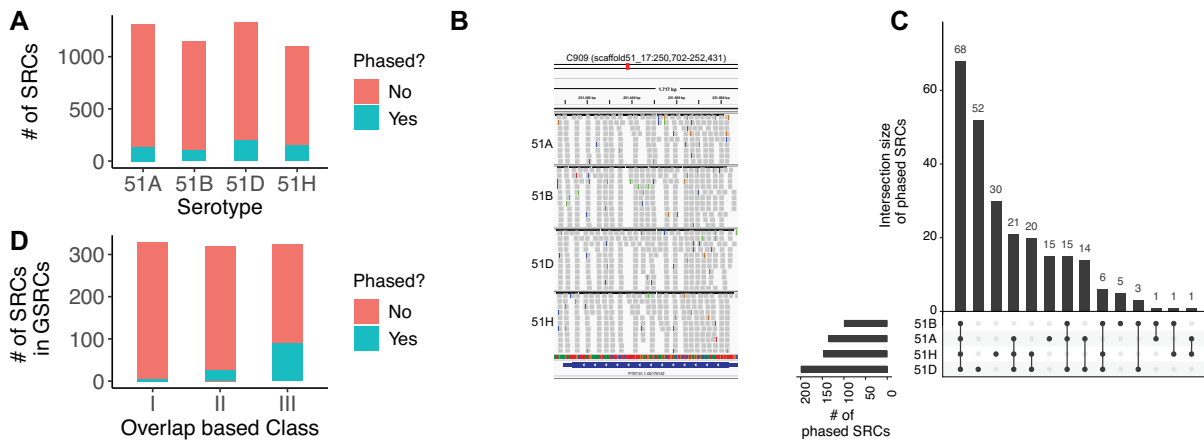 A
# of SRCs
1000
500
0
51A 51B 51D 51H
Serotype
Phased?
No
Yes
B
C909 (scaffold51_17:250,702-252,431)
1.717 bp
51A
51B
51D
51H
C
Intersection size
of phased SRCs
60
40
20
0
68
52
30
21
20
15
15
14
6
5
3
1
1
1
51B
51A
51H
51D
200
150
100
50
0
# of
phased SRCs
D
# of SRCs
in GSRCs
300
200
100
0
I II III
Overlap based Class
Phased?
No
Yes